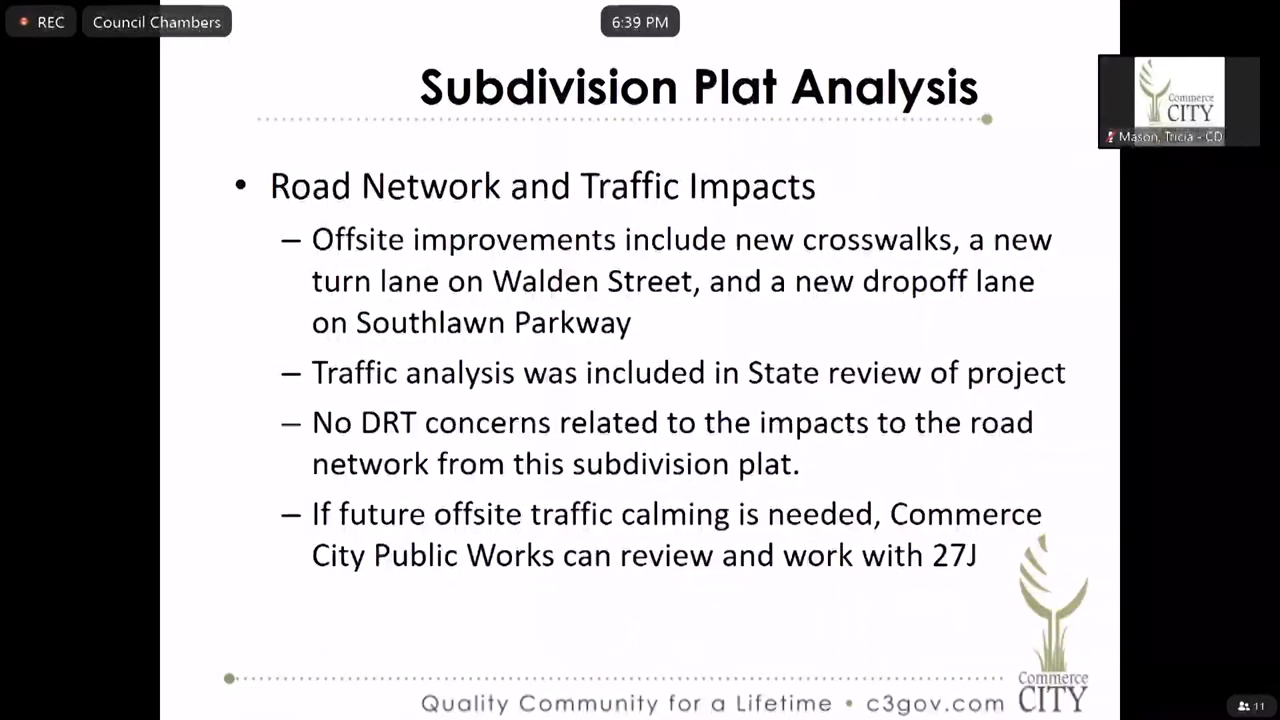 REC
Council Chambers
6:39 PM
Subdivision Plat Analysis
Commerce
CITY
Mason, Tricia - CD
• Road Network and Traffic Impacts
– Offsite improvements include new crosswalks, a new
turn lane on Walden Street, and a new dropoff lane
on Southlawn Parkway
– Traffic analysis was included in State review of project
– No DRT concerns related to the impacts to the road
network from this subdivision plat.
– If future offsite traffic calming is needed, Commerce
City Public Works can review and work with 27J
Commerce
CITY
Quality Community for a Lifetime • c3gov.com
11